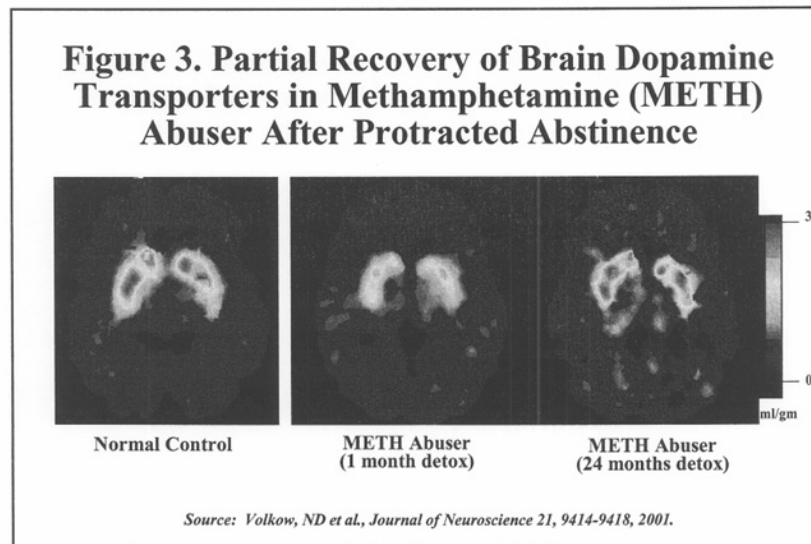 Figure 3. Partial Recovery of Brain Dopamine
Transporters in Methamphetamine (METH)
Abuser After Protracted Abstinence
3
0
ml/gm
Normal Control
METH Abuser
(1 month detox)
METH Abuser
(24 months detox)
Source: Volkow, ND et al., Journal of Neuroscience 21, 9414-9418, 2001.